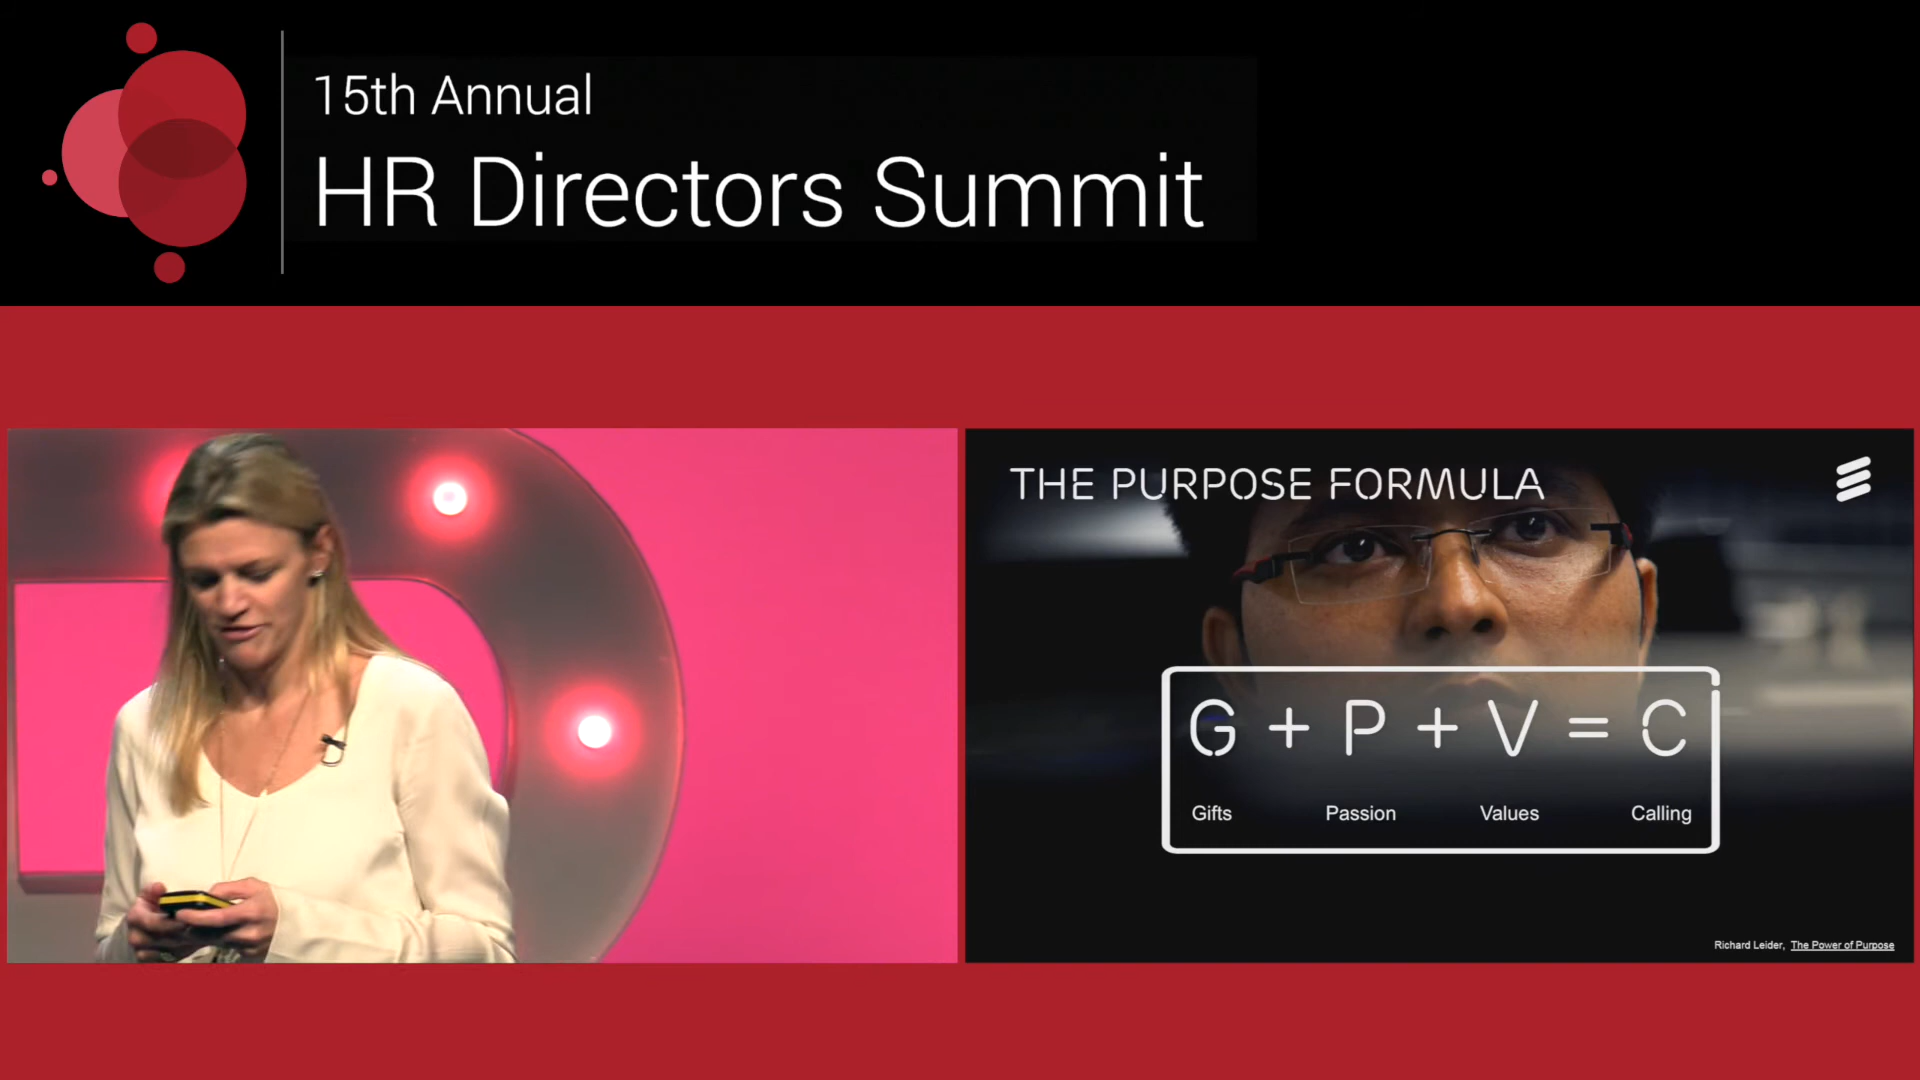 15th Annual
HR Directors Summit
THE PURPOSE FORMULA
G + P + V = C
Gifts Passion Values Calling
Richard Leider, The Power of Purpose